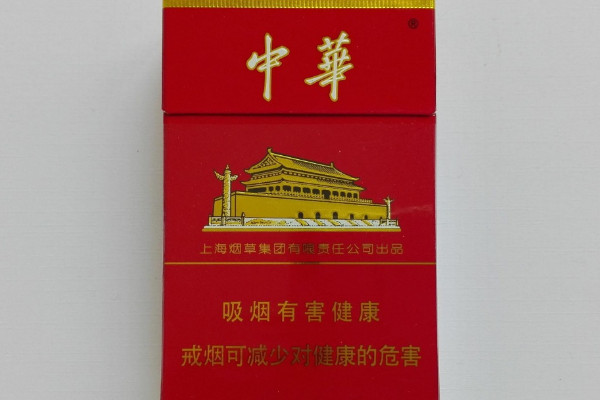 中華®
上海烟草集团有限责任公司出品
吸烟有害健康
戒烟可减少对健康的危害